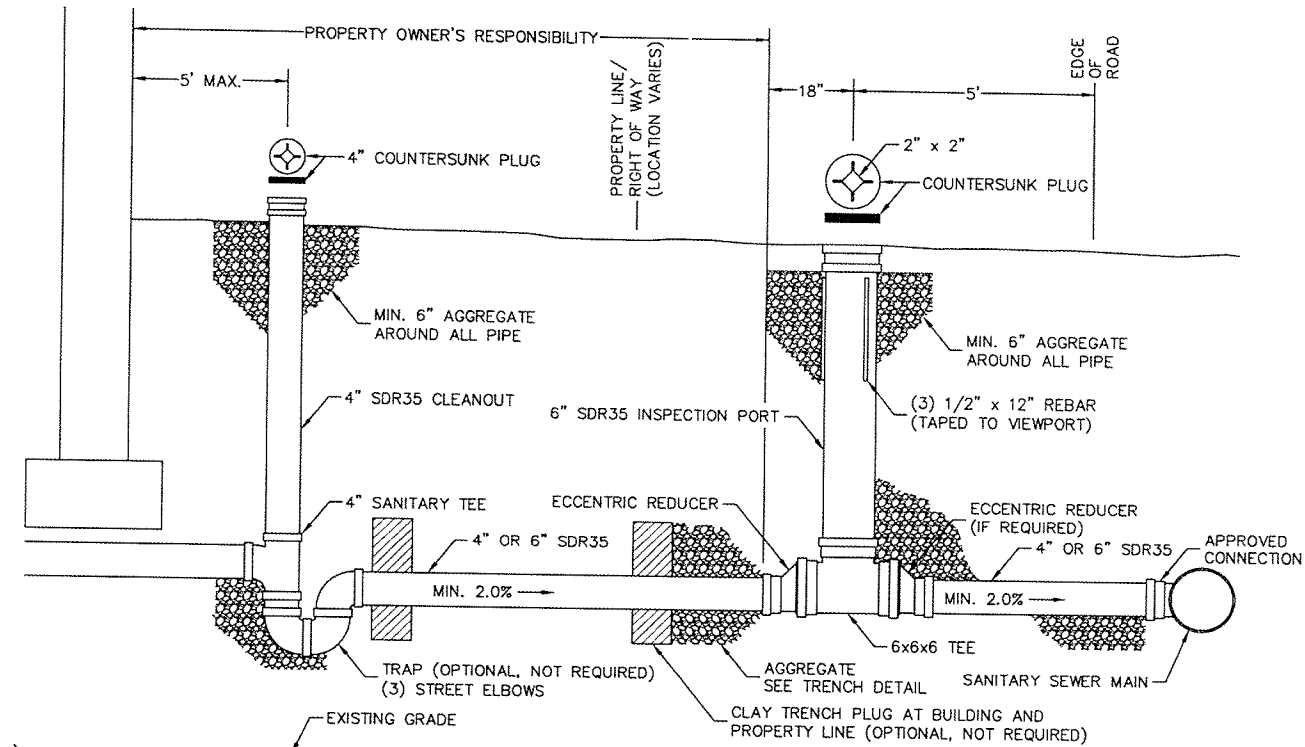 PROPERTY OWNER'S RESPONSIBILITY
5' MAX.
PROPERTY LINE/
RIGHT OF WAY
(LOCATION VARIES)
18"
5'
EDGE
OF
ROAD
4" COUNTERSUNK PLUG
2" x 2"
COUNTERSUNK PLUG
MIN. 6" AGGREGATE
AROUND ALL PIPE
MIN. 6" AGGREGATE
AROUND ALL PIPE
4" SDR35 CLEANOUT
6" SDR35 INSPECTION PORT
(3) 1/2" x 12" REBAR
(TAPED TO VIEWPORT)
4" SANITARY TEE
ECCENTRIC REDUCER
ECCENTRIC REDUCER
(IF REQUIRED)
4" OR 6" SDR35
4" OR 6" SDR35
APPROVED
CONNECTION
MIN. 2.0%
MIN. 2.0%
6x6x6 TEE
TRAP (OPTIONAL, NOT REQUIRED)
(3) STREET ELBOWS
AGGREGATE
SEE TRENCH DETAIL
SANITARY SEWER MAIN
EXISTING GRADE
CLAY TRENCH PLUG AT BUILDING AND
PROPERTY LINE (OPTIONAL, NOT REQUIRED)